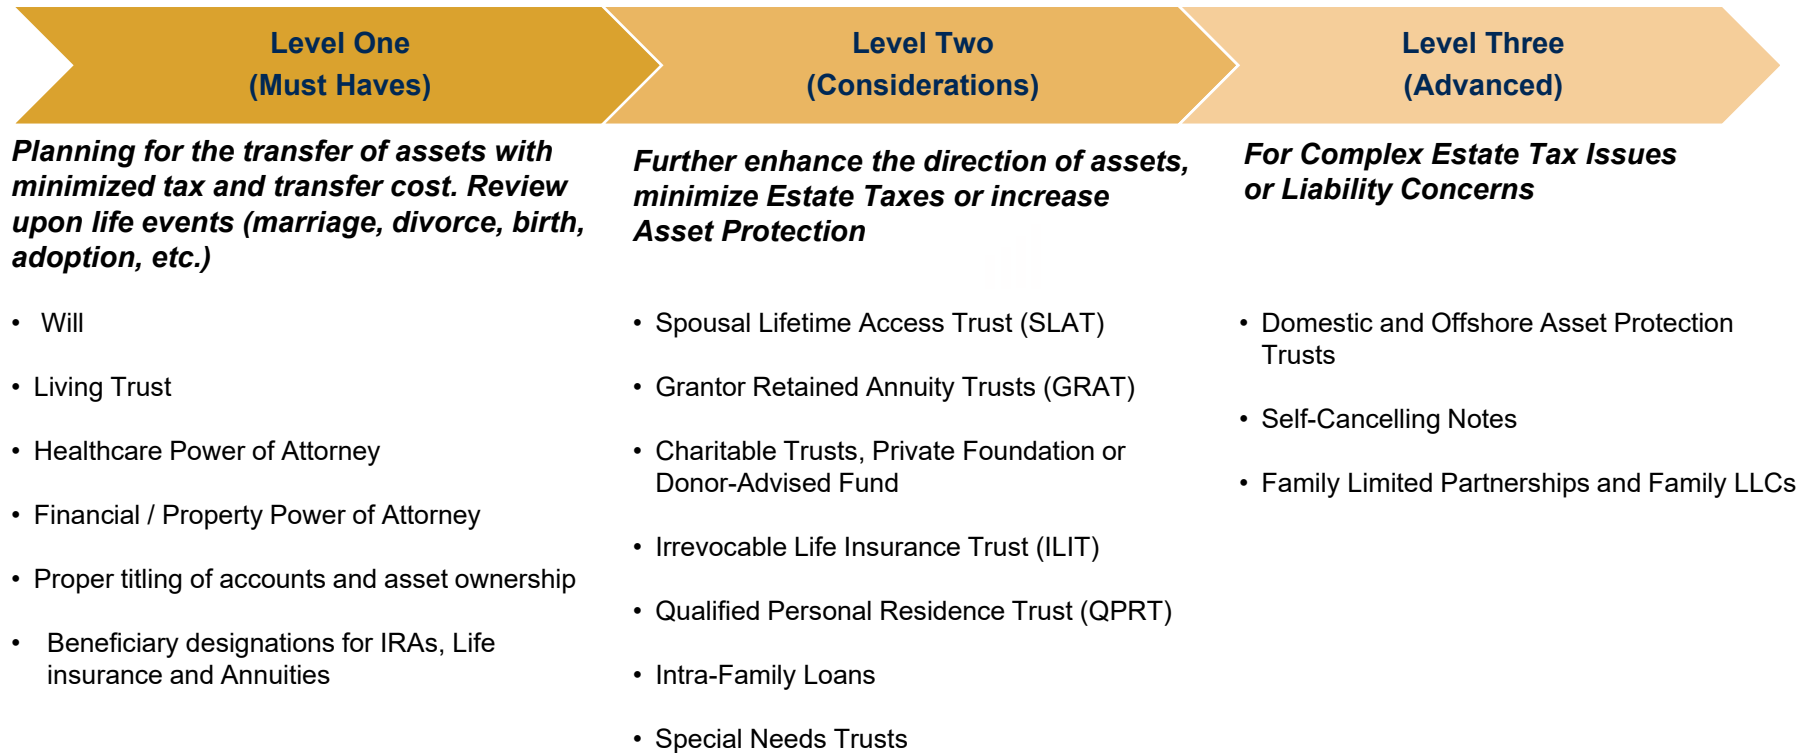 Level One
(Must Haves)
Planning for the transfer of assets with
minimized tax and transfer cost. Review
upon life events (marriage, divorce, birth,
adoption, etc.)
• Will
• Living Trust
• Healthcare Power of Attorney
• Financial / Property Power of Attorney
• Proper titling of accounts and asset ownership
• Beneficiary designations for IRAs, Life
insurance and Annuities
Level Two
(Considerations)
Further enhance the direction of assets,
minimize Estate Taxes or increase
Asset Protection
• Spousal Lifetime Access Trust (SLAT)
• Grantor Retained Annuity Trusts (GRAT)
• Charitable Trusts, Private Foundation or
Donor-Advised Fund
• Irrevocable Life Insurance Trust (ILIT)
• Qualified Personal Residence Trust (QPRT)
• Intra-Family Loans
• Special Needs Trusts
Level Three
(Advanced)
For Complex Estate Tax Issues
or Liability Concerns
• Domestic and Offshore Asset Protection
Trusts
• Self-Cancelling Notes
• Family Limited Partnerships and Family LLCs